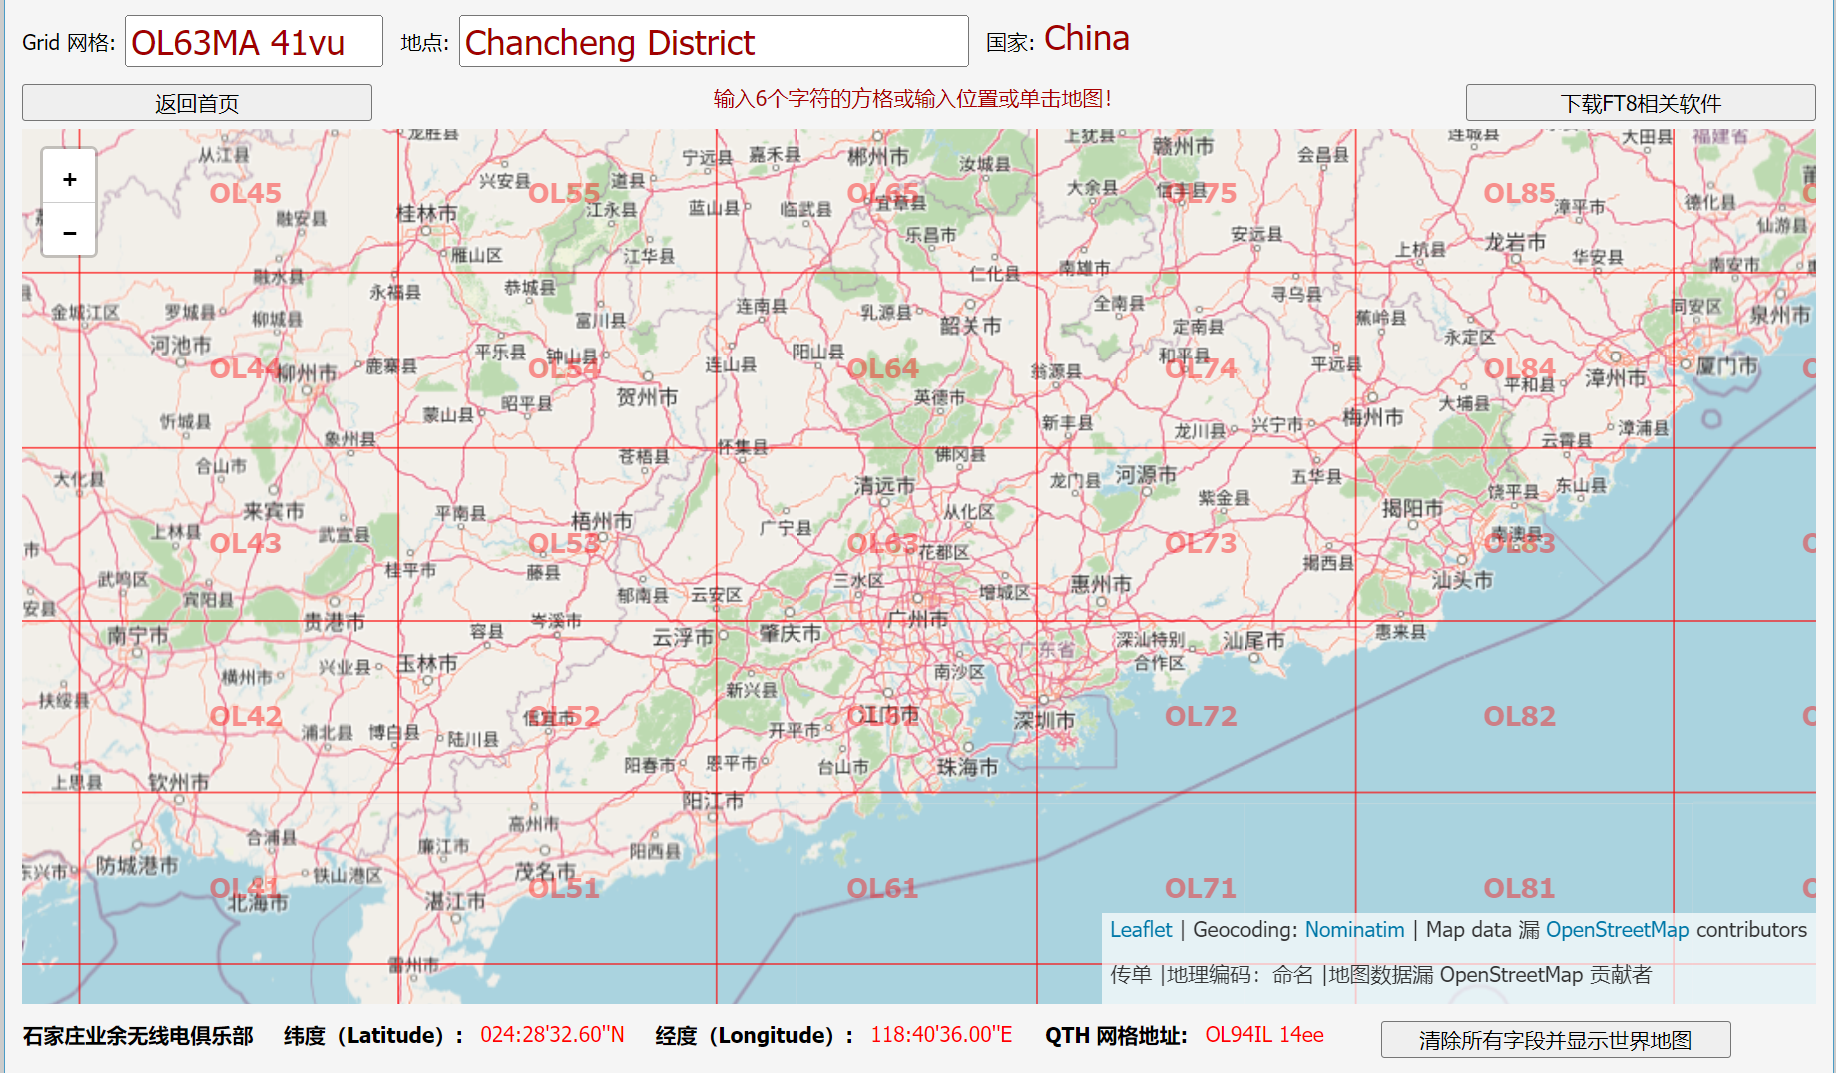 Grid 网格: OL63MA 41vu 地点: Chancheng District 国家: China
返回首页 输入6个字符的方格或输入位置或单击地图! 下载FT8相关软件
+
−
龙胜县 上犹县 连城县 大田县 福建省
从江县 宁远县 嘉禾县 郴州市 汝城县 赣州市 会昌县
兴安县 道县 大余县 信丰县
OL45 OL55 OL65 OL75 OL85
融安县 桂林市 江永县 蓝山县 临武县 宜章县 漳平市 德化县
乐昌市 安远县 龙岩市 仙游县
雁山区 江华县 上杭县 华安县
融水县 永福县 恭城县 仁化县 南雄市 南安市
金城江区 罗城县 柳城县 富川县 连南县 乳源县 韶关市 全南县 寻乌县 蕉岭县 同安区 泉州市
河池市 平乐县 钟山县 阳山县 定南县 和平县 永定区
OL44 柳州市 鹿寨县 OL54 连山县 OL64 翁源县 OL74 平远县 OL84 漳州市 厦门市
贺州市 英德市 平和县
忻城县 蒙山县 昭平县 新丰县 龙川县 兴宁市 梅州市 大埔县 漳浦县
象州县 怀集县 云霄县
合山市 苍梧县 佛冈县
大化县 清远市 龙门县 河源市 五华县 饶平县 东山县
来宾市 平南县 梧州市 广宁县 从化区 紫金县 揭阳市
上林县 武宣县 南澳县
OL43 OL53 OL63 OL73 OL83
市 桂平市 藤县 花都区 揭西县
武鸣区 宾阳县 郁南县 云安区 三水区 增城区 惠州市 汕头市
安县 贵港市 岑溪市 广州市
南宁市 容县 云浮市 肇庆市 广东省 深汕特别合作区 汕尾市 惠来县
横州市 兴业县 玉林市 新兴县 南沙区
扶绥县
OL42 博白县 信宜市 OL52 江门市 OL62 深圳市 OL72 OL82
浦北县 陆川县 开平市
上思县 钦州市 阳春市 恩平市 台山市 珠海市
阳江市
合浦县 高州市
东兴市 防城港市 铁山港区 廉江市 茂名市 阳西县
OL41 OL51 OL61 OL71 OL81
北海市 湛江市
雷州市
Leaflet | Geocoding: Nominatim | Map data 漏 OpenStreetMap contributors
传单 |地理编码：命名 |地图数据漏 OpenStreetMap 贡献者
石家庄业余无线电俱乐部 纬度（Latitude）: 024:28'32.60"N 经度（Longitude）: 118:40'36.00"E QTH 网格地址: OL94IL 14ee 清除所有字段并显示世界地图